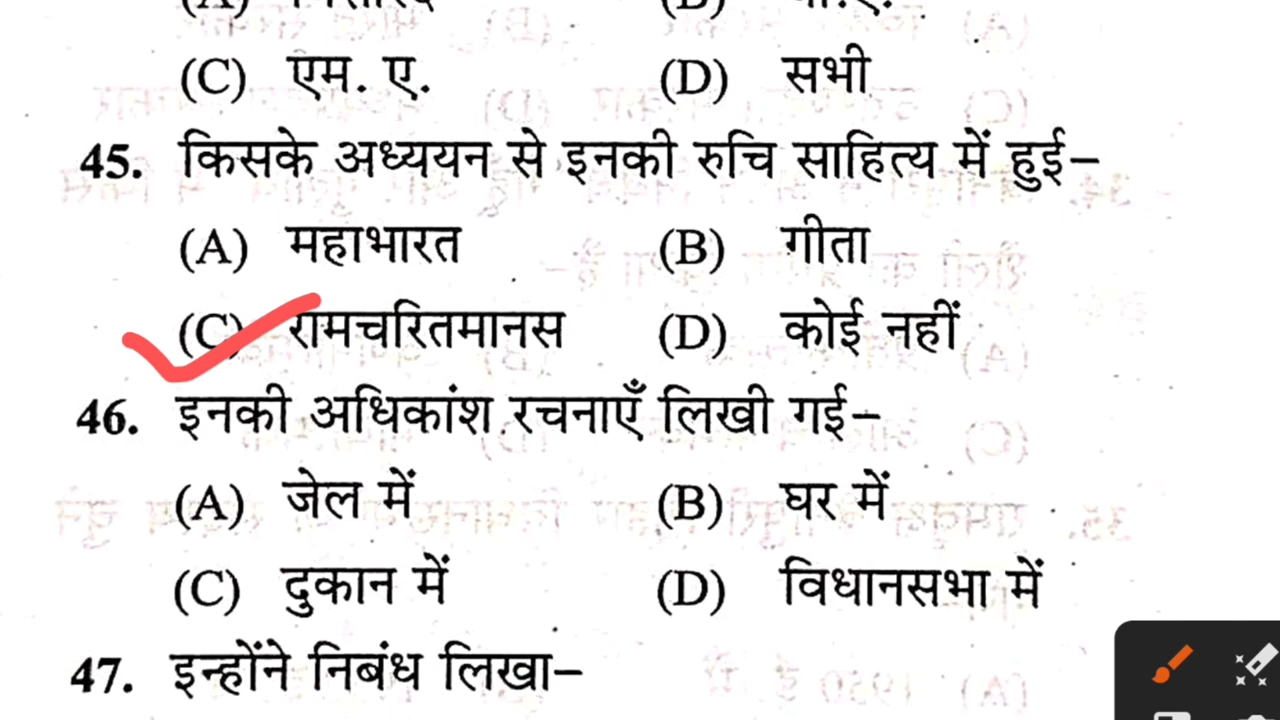 (C) एम. ए. (D) सभी
45. किसके अध्ययन से इनकी रुचि साहित्य में हुई–
(A) महाभारत (B) गीता
(C) रामचरितमानस (D) कोई नहीं
46. इनकी अधिकांश रचनाएँ लिखी गई–
(A) जेल में (B) घर में
(C) दुकान में (D) विधानसभा में
47. इन्होंने निबंध लिखा–